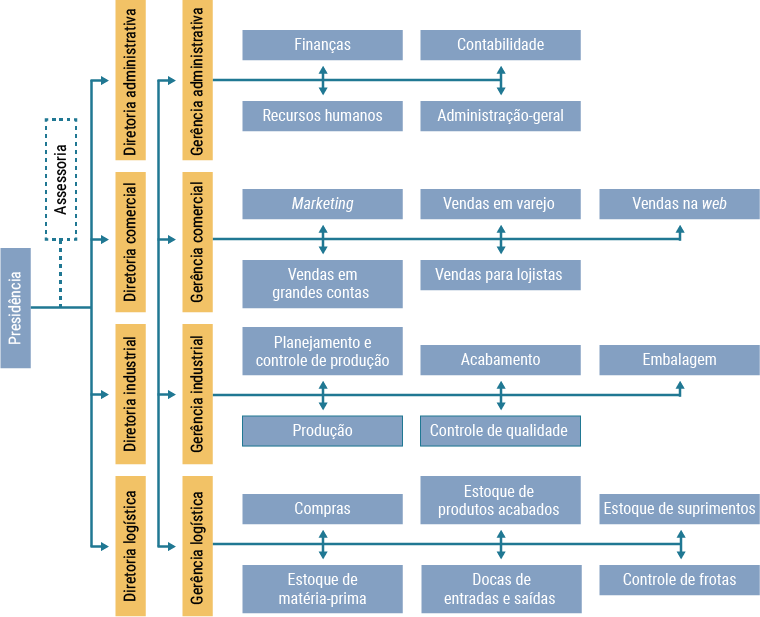 Presidência
Assessoria
Diretoria administrativa
Gerência administrativa
Finanças
Contabilidade
Recursos humanos
Administração-geral
Diretoria comercial
Gerência comercial
Marketing
Vendas em varejo
Vendas na web
Vendas em
grandes contas
Vendas para lojistas
Diretoria industrial
Gerência industrial
Planejamento e
controle de produção
Acabamento
Embalagem
Produção
Controle de qualidade
Diretoria logística
Gerência logística
Compras
Estoque de
produtos acabados
Estoque de suprimentos
Estoque de
matéria-prima
Docas de
entradas e saídas
Controle de frotas